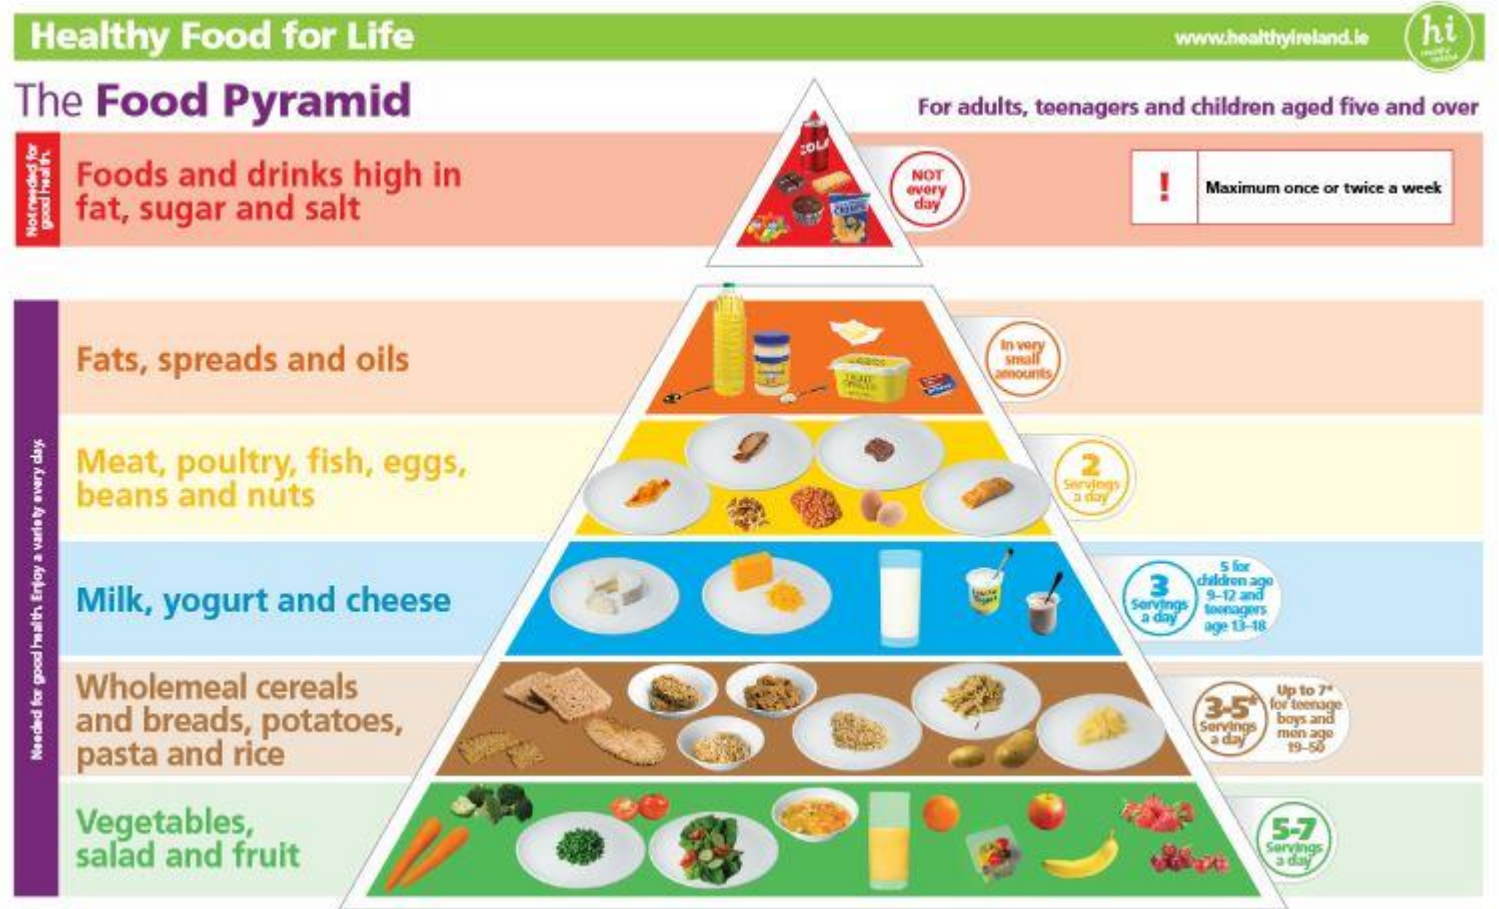 Healthy Food for Life
www.healthyireland.ie
hi
The Food Pyramid
For adults, teenagers and children aged five and over
Not needed for
good health.
Foods and drinks high in
fat, sugar and salt
COLA
CRISPS
NOT
every
day
!
Maximum once or twice a week
Needed for good health. Enjoy a variety every day.
Fats, spreads and oils
In very
small
amounts
Meat, poultry, fish, eggs,
beans and nuts
2
Servings
a day
Milk, yogurt and cheese
3
Servings
a day
5 for
children age
9–12 and
teenagers
age 13–18
Wholemeal cereals
and breads, potatoes,
pasta and rice
3-5*
Servings
a day
Up to 7*
for teenage
boys and
men age
19–50
Vegetables,
salad and fruit
5-7
Servings
a day